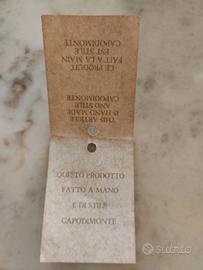 CE PRODUIT
FAIT A LA MAIN
EST STILE
CAPODIMONTE
THIS ARTICLE
IS HAND MADE
AND STILE
CAPODIMONTE
QUESTO PRODOTTO
FATTO A MANO
E DI STILE
CAPODIMONTE
subito